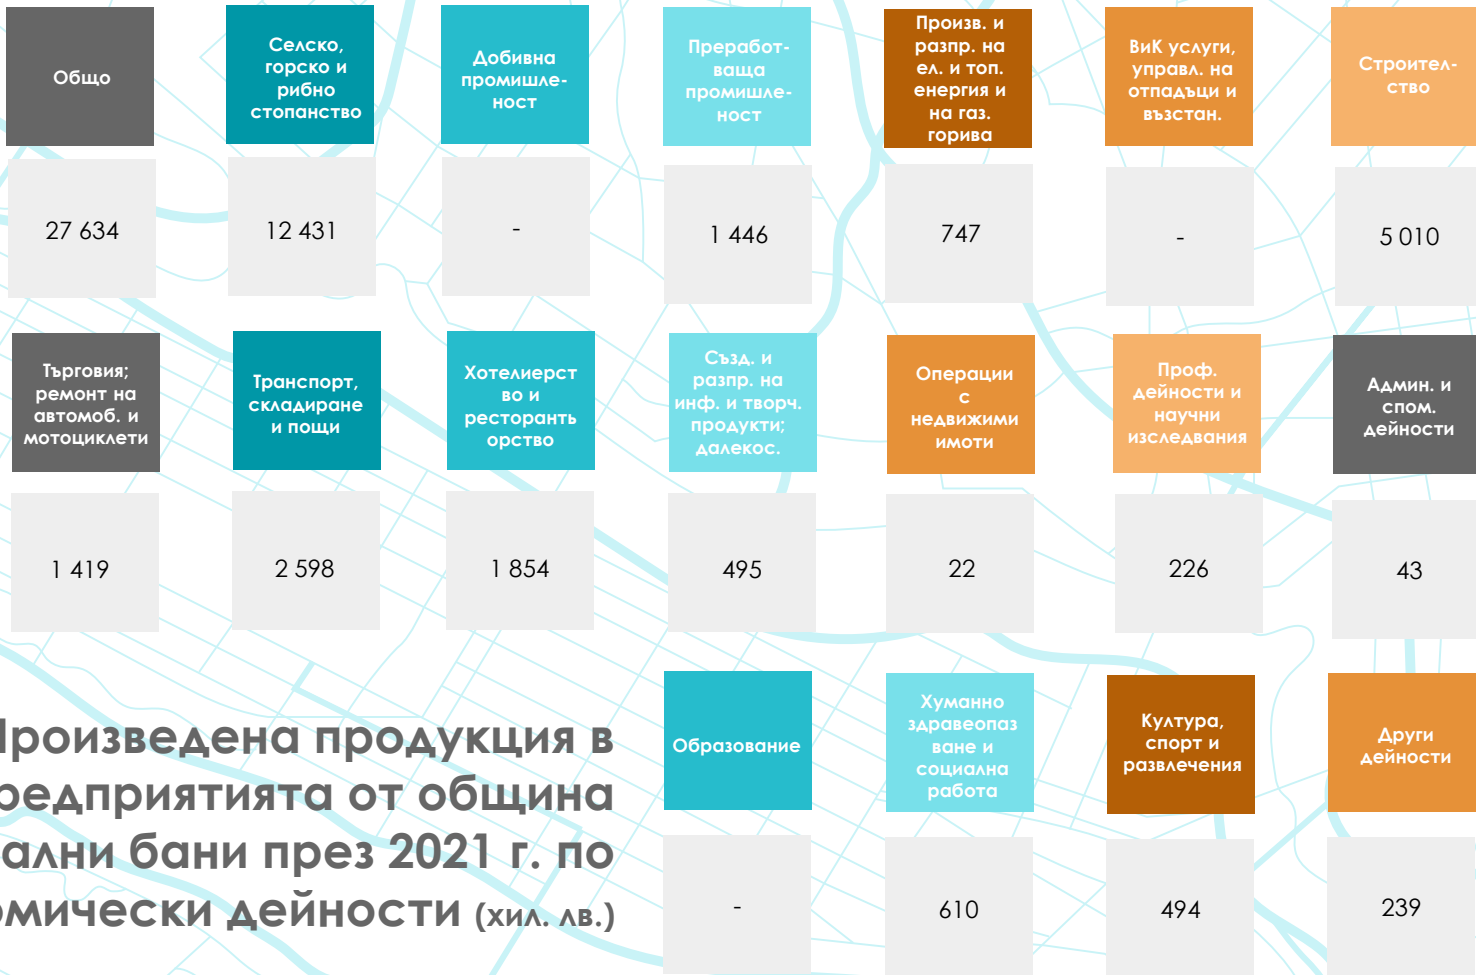 Общо
Селско,
горско и
рибно
стопанство
Добивна
промишле-
ност
Преработ-
ваща
промишле-
ност
Произв. и
разпр. на
ел. и топ.
енергия и
на газ.
горива
ВиК услуги,
управл. на
отпадъци и
възстан.
Строител-
ство
27 634
12 431
-
1 446
747
-
5 010
Търговия;
ремонт на
автомоб. и
мотоциклети
Транспорт,
складиране
и пощи
Хотелиерст
во и
ресторантъ
орство
Създ. и
разпр. на
инф. и творч.
продукти;
далекос.
Операции
с
недвижими
имоти
Проф.
дейности и
научни
изследвания
Админ. и
спом.
дейности
1 419
2 598
1 854
495
22
226
43
Образование
Хуманно
здравеопаз
ване и
социална
работа
Култура,
спорт и
развлечения
Други
дейности
-
610
494
239
Произведена продукция в
редприятията от община
ални бани през 2021 г. по
омически дейности (хил. лв.)